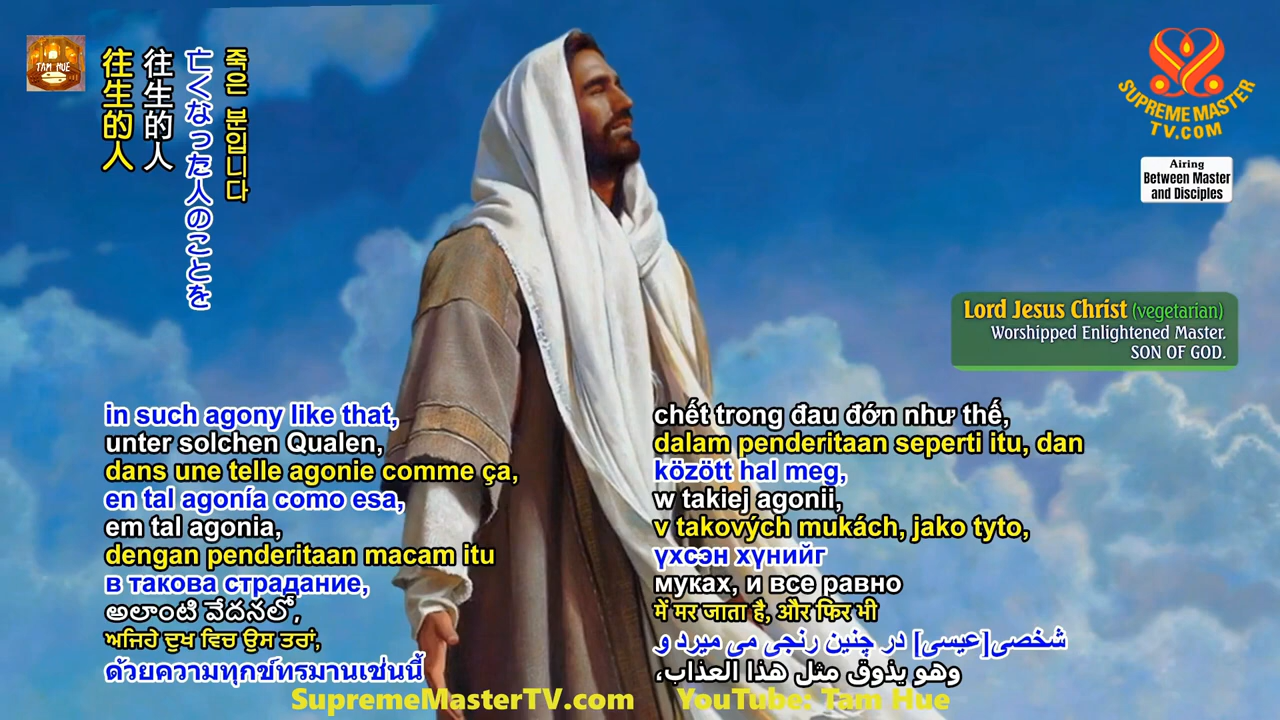 TAM HUE
往生的人
往生的人
亡くなった人のことを
죽은 분입니다
SUPREME MASTER
TV.COM
Airing
Between Master
and Disciples
Lord Jesus Christ (vegetarian)
Worshipped Enlightened Master.
SON OF GOD.
in such agony like that,
unter solchen Qualen,
dans une telle agonie comme ça,
en tal agonía como esa,
em tal agonia,
dengan penderitaan macam itu
в такова страдание,
అలాంటి వేదనలో,
ਅਜਿਹੇ ਦੁਖ ਵਿਚ ਉਸ ਤਰਾਂ,
ด้วยความทุกข์ทรมานเช่นนี้
chết trong đau đớn như thế,
dalam penderitaan seperti itu, dan
között hal meg,
w takiej agonii,
v takových mukách, jako tyto,
үхсэн хүнийг
муках, и все равно
में मर जाता है, और फिर भी
شخصی[عیسی] در چنین رنجی می میرد و
وهو يذوق مثل هذا العذاب،
SupremeMasterTV.com YouTube: Tam Hue